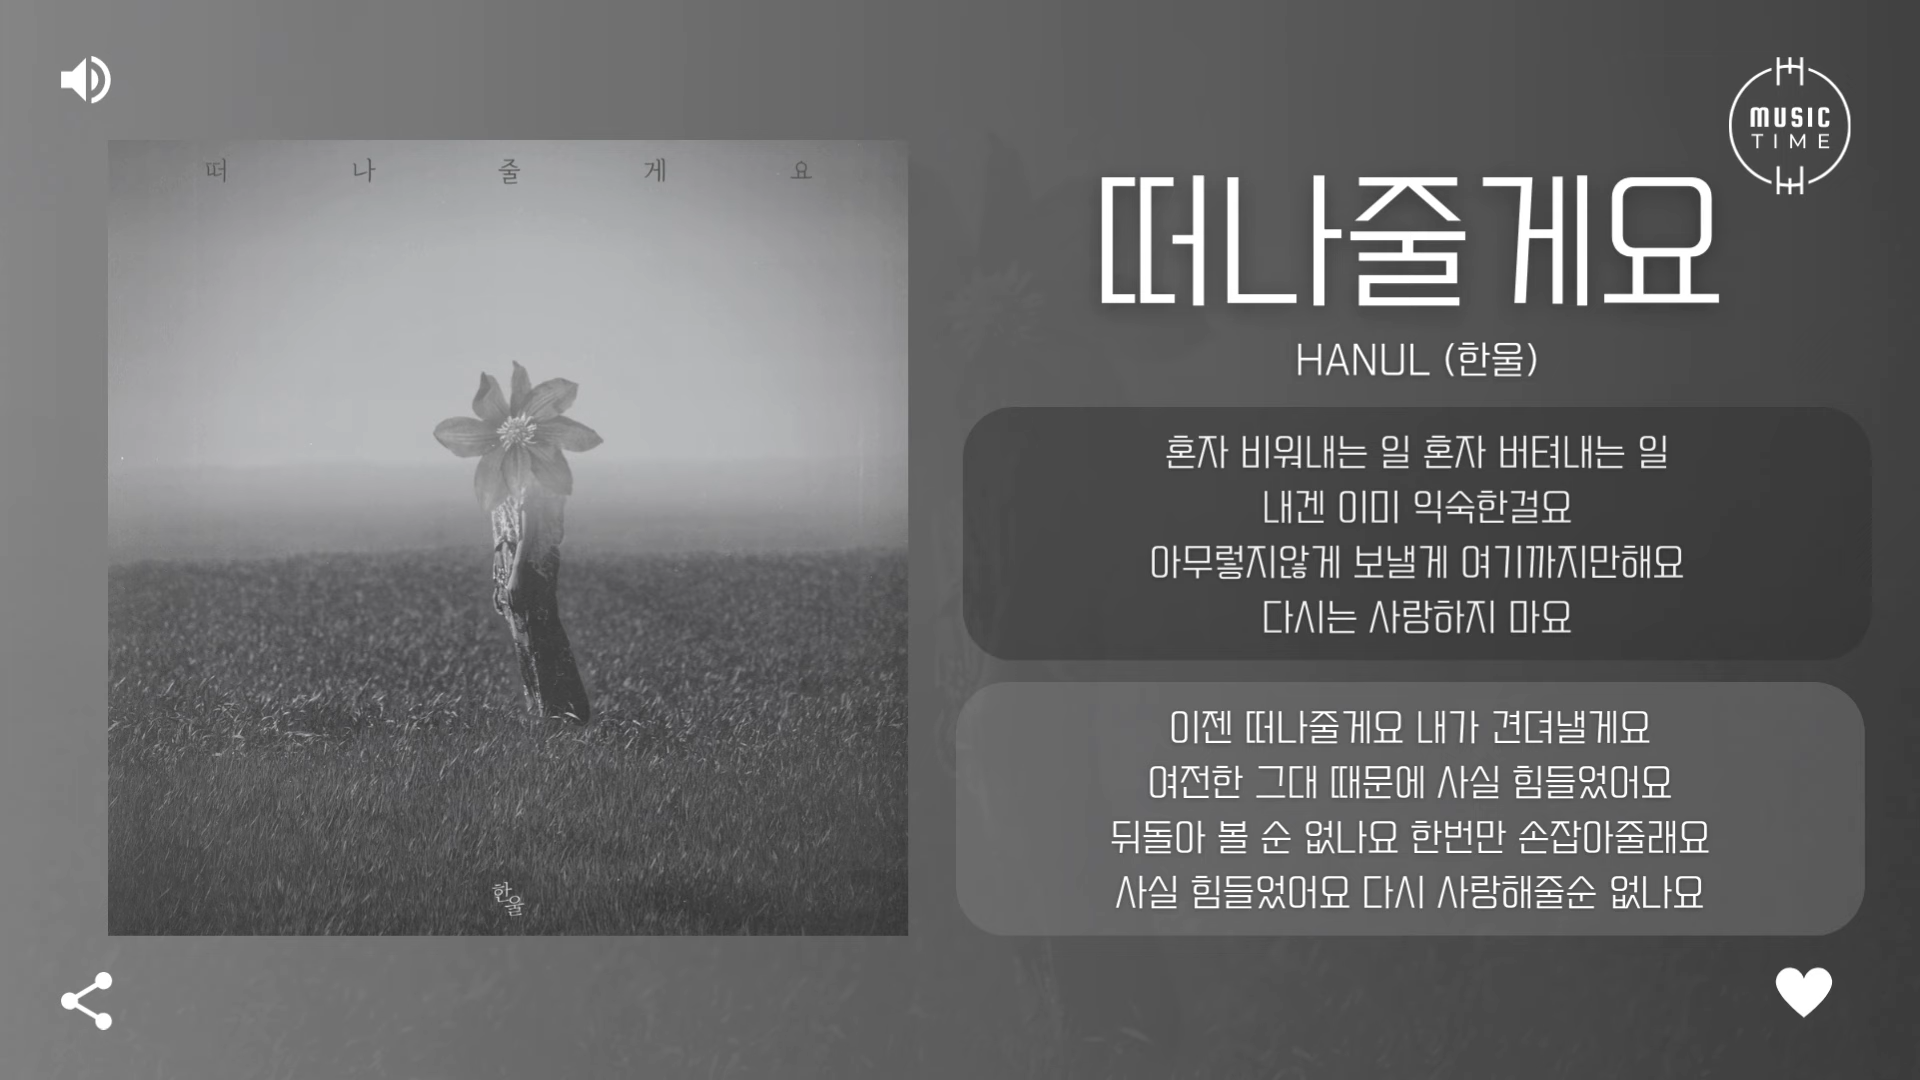 떠 나 줄 게 요
한울
MUSIC
TIME
떠나줄게요
HANUL (한울)
혼자 비워내는 일 혼자 버텨내는 일
내겐 이미 익숙한걸요
아무렇지않게 보낼게 여기까지만해요
다시는 사랑하지 마요
이젠 떠나줄게요 내가 견뎌낼게요
여전한 그대 때문에 사실 힘들었어요
뒤돌아 볼 순 없나요 한번만 손잡아줄래요
사실 힘들었어요 다시 사랑해줄순 없나요